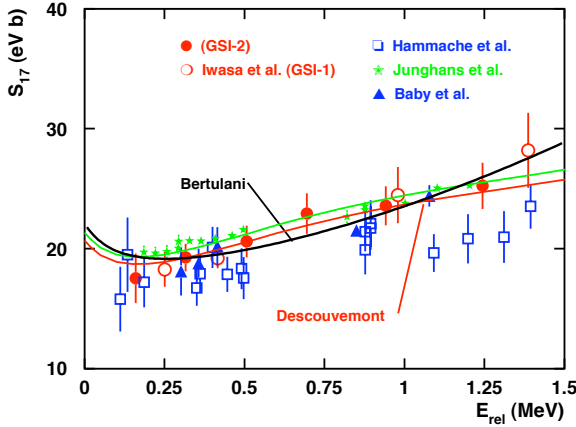 40
30
20
10
S17 (eV b)
(GSI-2)
Iwasa et al. (GSI-1)
Hammache et al.
Junghans et al.
Baby et al.
Bertulani
Descouvemont
0 0.25 0.5 0.75 1 1.25 1.5
Erel (MeV)